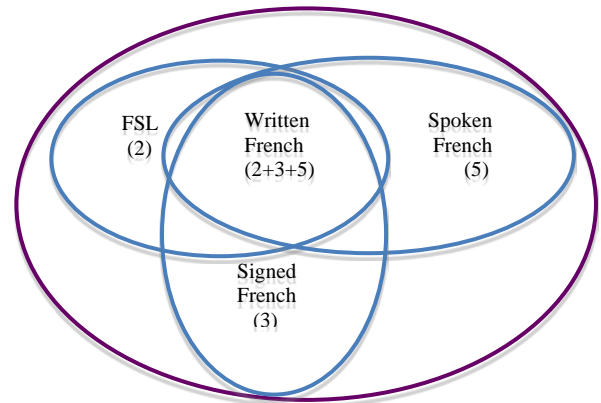 FSL
(2)
Written
French
(2+3+5)
Spoken
French
(5)
Signed
French
(3)